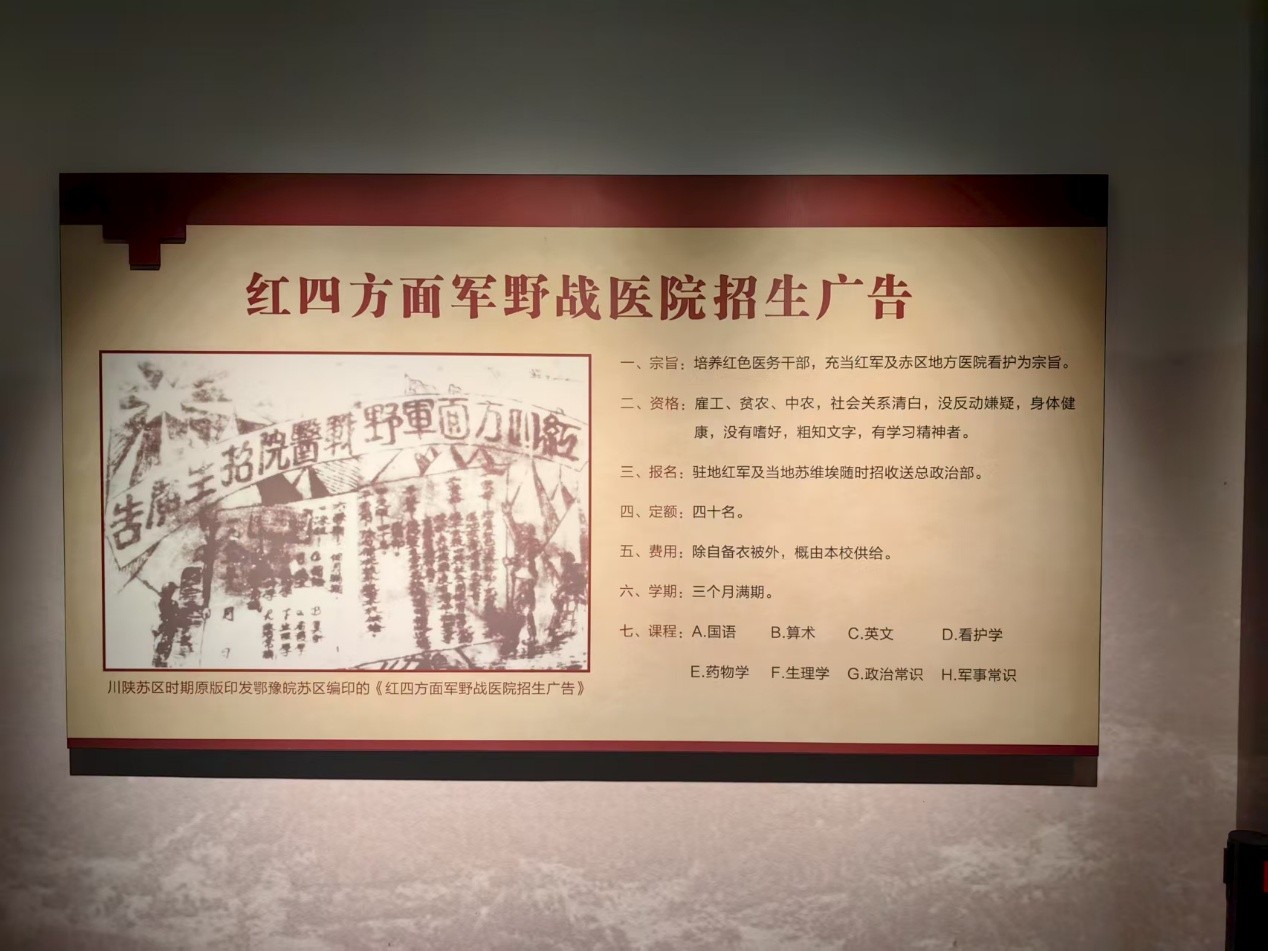 红四方面军野战医院招生广告
红四方面軍野戰醫院招生廣告
川陕苏区时期原版印发鄂豫皖苏区编印的《红四方面军野战医院招生广告》
一、宗旨：培养红色医务干部，充当红军及赤区地方医院看护为宗旨。
二、资格：雇工、贫农、中农，社会关系清白，没反动嫌疑，身体健
康，没有嗜好，粗知文字，有学习精神者。
三、报名：驻地红军及当地苏维埃随时招收送总政治部。
四、定额：四十名。
五、费用：除自备衣被外，概由本校供给。
六、学期：三个月满期。
七、课程：A.国语 B.算术 C.英文 D.看护学
E.药物学 F.生理学 G.政治常识 H.军事常识